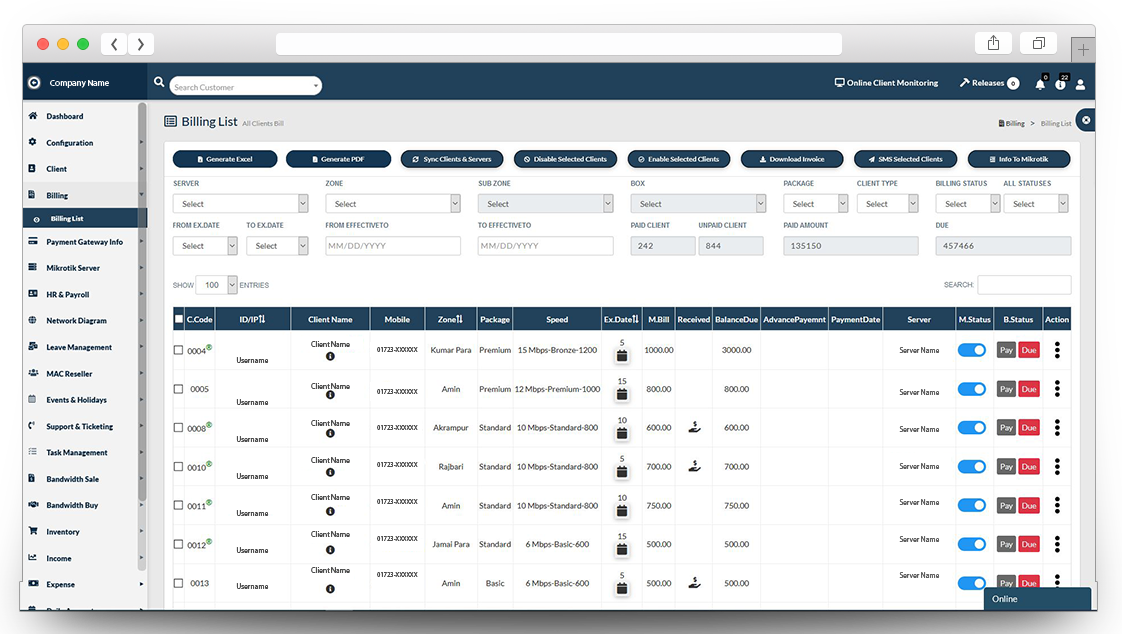 Company Name
Search Customer
Online Client Monitoring
Releases 0
0
22
Dashboard
Configuration
Client
Billing
Billing List
Payment Gateway Info
Mikrotik Server
HR & Payroll
Network Diagram
Leave Management
MAC Reseller
Events & Holidays
Support & Ticketing
Task Management
Bandwidth Sale
Bandwidth Buy
Inventory
Income
Expense
Billing List All Clients Bill
Billing > Billing List
Generate Excel Generate PDF Sync Clients & Servers Disable Selected Clients Enable Selected Clients Download Invoice SMS Selected Clients Info To Mikrotik
SERVER ZONE SUB ZONE BOX PACKAGE CLIENT TYPE BILLING STATUS ALL STATUSES
Select Select Select Select Select Select Select Select
FROM EX.DATE TO EX.DATE FROM EFFECTIVETO TO EFFECTIVETO PAID CLIENT UNPAID CLIENT PAID AMOUNT DUE
Select Select MM/DD/YYYY MM/DD/YYYY 242 844 135150 457466
SHOW 100 ENTRIES SEARCH:
C.Code ID/IP Client Name Mobile Zone Package Speed Ex.Date M.Bill Received BalanceDue AdvancePayemnt PaymentDate Server M.Status B.Status Action
0004 Username Client Name 01723-XXXXXX Kumar Para Premium 15 Mbps-Bronze-1200 5 1000.00 3000.00 Server Name Pay Due
0005 Username Client Name 01723-XXXXXX Amin Premium 12 Mbps-Premium-1000 15 800.00 800.00 Server Name Pay Due
0008 Username Client Name 01723-XXXXXX Akrampur Standard 10 Mbps-Standard-800 10 600.00 600.00 Server Name Pay Due
0010 Username Client Name 01723-XXXXXX Rajbari Standard 10 Mbps-Standard-800 5 700.00 700.00 Server Name Pay Due
0011 Username Client Name 01723-XXXXXX Amin Standard 10 Mbps-Standard-800 10 750.00 750.00 Server Name Pay Due
0012 Username Client Name 01723-XXXXXX Jamai Para Standard 6 Mbps-Basic-600 15 500.00 500.00 Server Name Pay Due
0013 Username Client Name 01723-XXXXXX Amin Basic 6 Mbps-Basic-600 5 500.00 500.00 Server Name Pay Due
Online